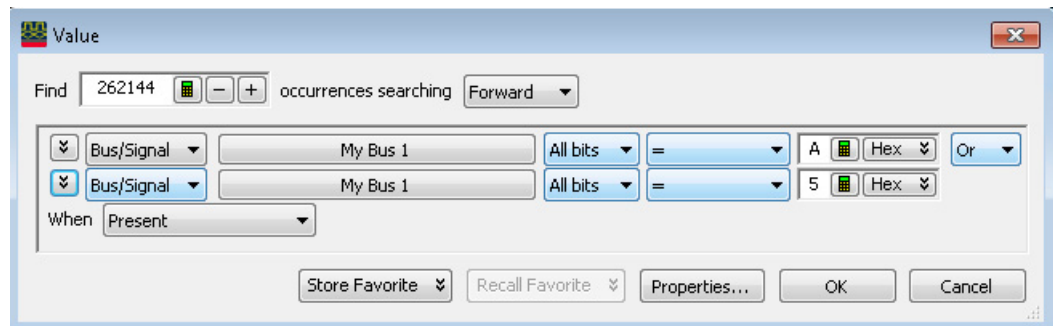 Value
Find 262144 − + occurrences searching Forward
Bus/Signal My Bus 1 All bits = A Hex Or
Bus/Signal My Bus 1 All bits = 5 Hex
When Present
Store Favorite Recall Favorite Properties... OK Cancel